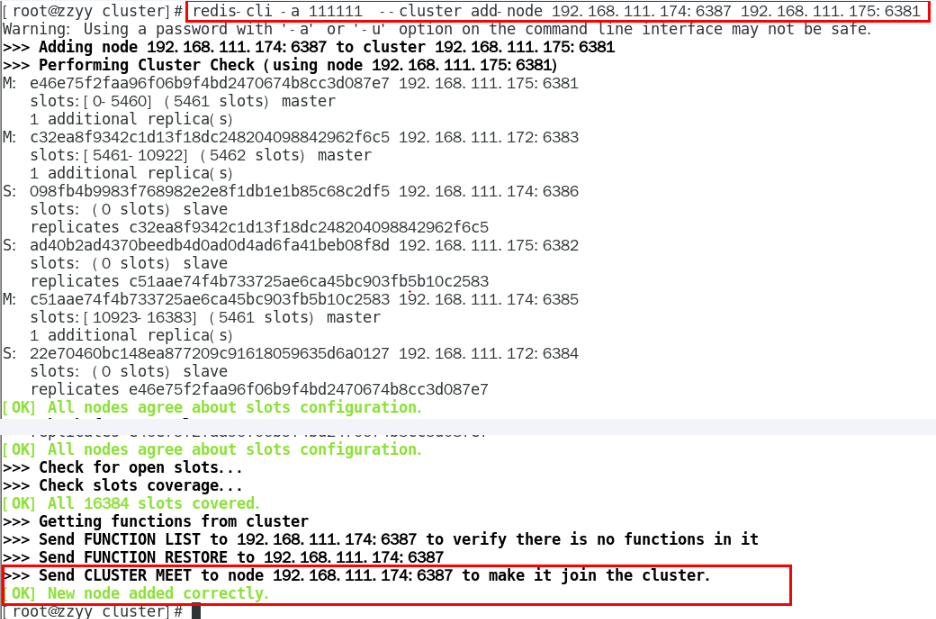 [root@zzyy cluster]# redis-cli -a 111111 --cluster add-node 192.168.111.174:6387 192.168.111.175:6381
Warning: Using a password with '-a' or '-u' option on the command line interface may not be safe.
>>> Adding node 192.168.111.174:6387 to cluster 192.168.111.175:6381
>>> Performing Cluster Check (using node 192.168.111.175:6381)
M: e46e75f2faa96f06b9f4bd2470674b8cc3d087e7 192.168.111.175:6381
slots:[0-5460] (5461 slots) master
1 additional replica(s)
M: c32ea8f9342c1d13f18dc248204098842962f6c5 192.168.111.172:6383
slots:[5461-10922] (5462 slots) master
1 additional replica(s)
S: 098fb4b9983f768982e2e8f1db1e1b85c68c2df5 192.168.111.174:6386
slots: (0 slots) slave
replicates c32ea8f9342c1d13f18dc248204098842962f6c5
S: ad40b2ad4370beedb4d0ad0d4ad6fa41beb08f8d 192.168.111.175:6382
slots: (0 slots) slave
replicates c51aae74f4b733725ae6ca45bc903fb5b10c2583
M: c51aae74f4b733725ae6ca45bc903fb5b10c2583 192.168.111.174:6385
slots:[10923-16383] (5461 slots) master
1 additional replica(s)
S: 22e70460bc148ea877209c91618059635d6a0127 192.168.111.172:6384
slots: (0 slots) slave
replicates e46e75f2faa96f06b9f4bd2470674b8cc3d087e7
[OK] All nodes agree about slots configuration.
[OK] All nodes agree about slots configuration.
>>> Check for open slots...
>>> Check slots coverage...
[OK] All 16384 slots covered.
>>> Getting functions from cluster
>>> Send FUNCTION LIST to 192.168.111.174:6387 to verify there is no functions in it
>>> Send FUNCTION RESTORE to 192.168.111.174:6387
>>> Send CLUSTER MEET to node 192.168.111.174:6387 to make it join the cluster.
[OK] New node added correctly.
[root@zzyy cluster]#